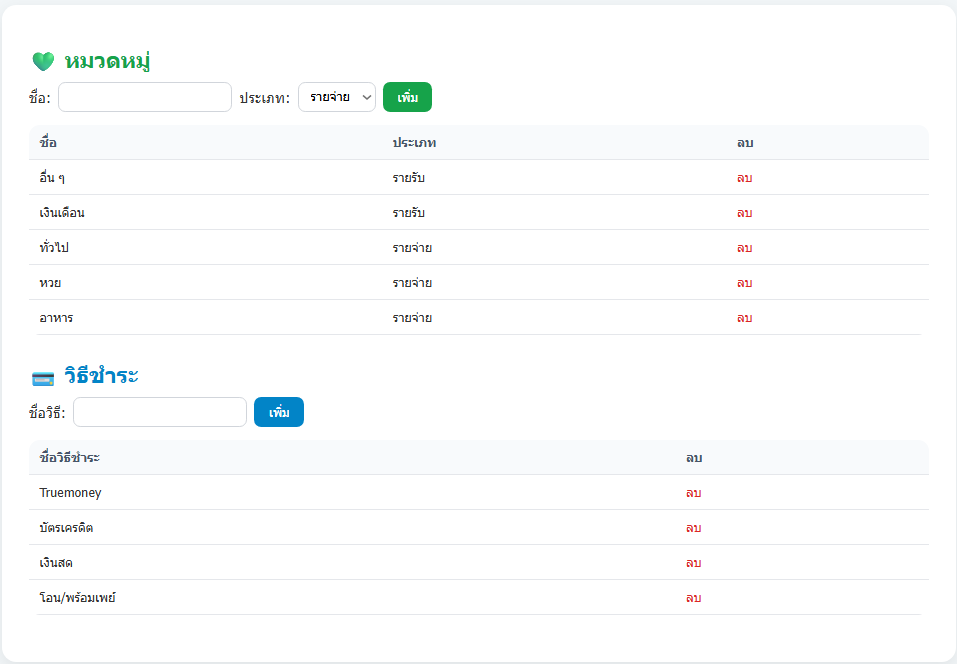 หมวดหมู่
ชื่อ: ประเภท: รายจ่าย เพิ่ม
ชื่อ ประเภท ลบ
อื่น ๆ รายรับ ลบ
เงินเดือน รายรับ ลบ
ทั่วไป รายจ่าย ลบ
หวย รายจ่าย ลบ
อาหาร รายจ่าย ลบ
วิธีชำระ
ชื่อวิธี: เพิ่ม
ชื่อวิธีชำระ ลบ
Truemoney ลบ
บัตรเครดิต ลบ
เงินสด ลบ
โอน/พร้อมเพย์ ลบ